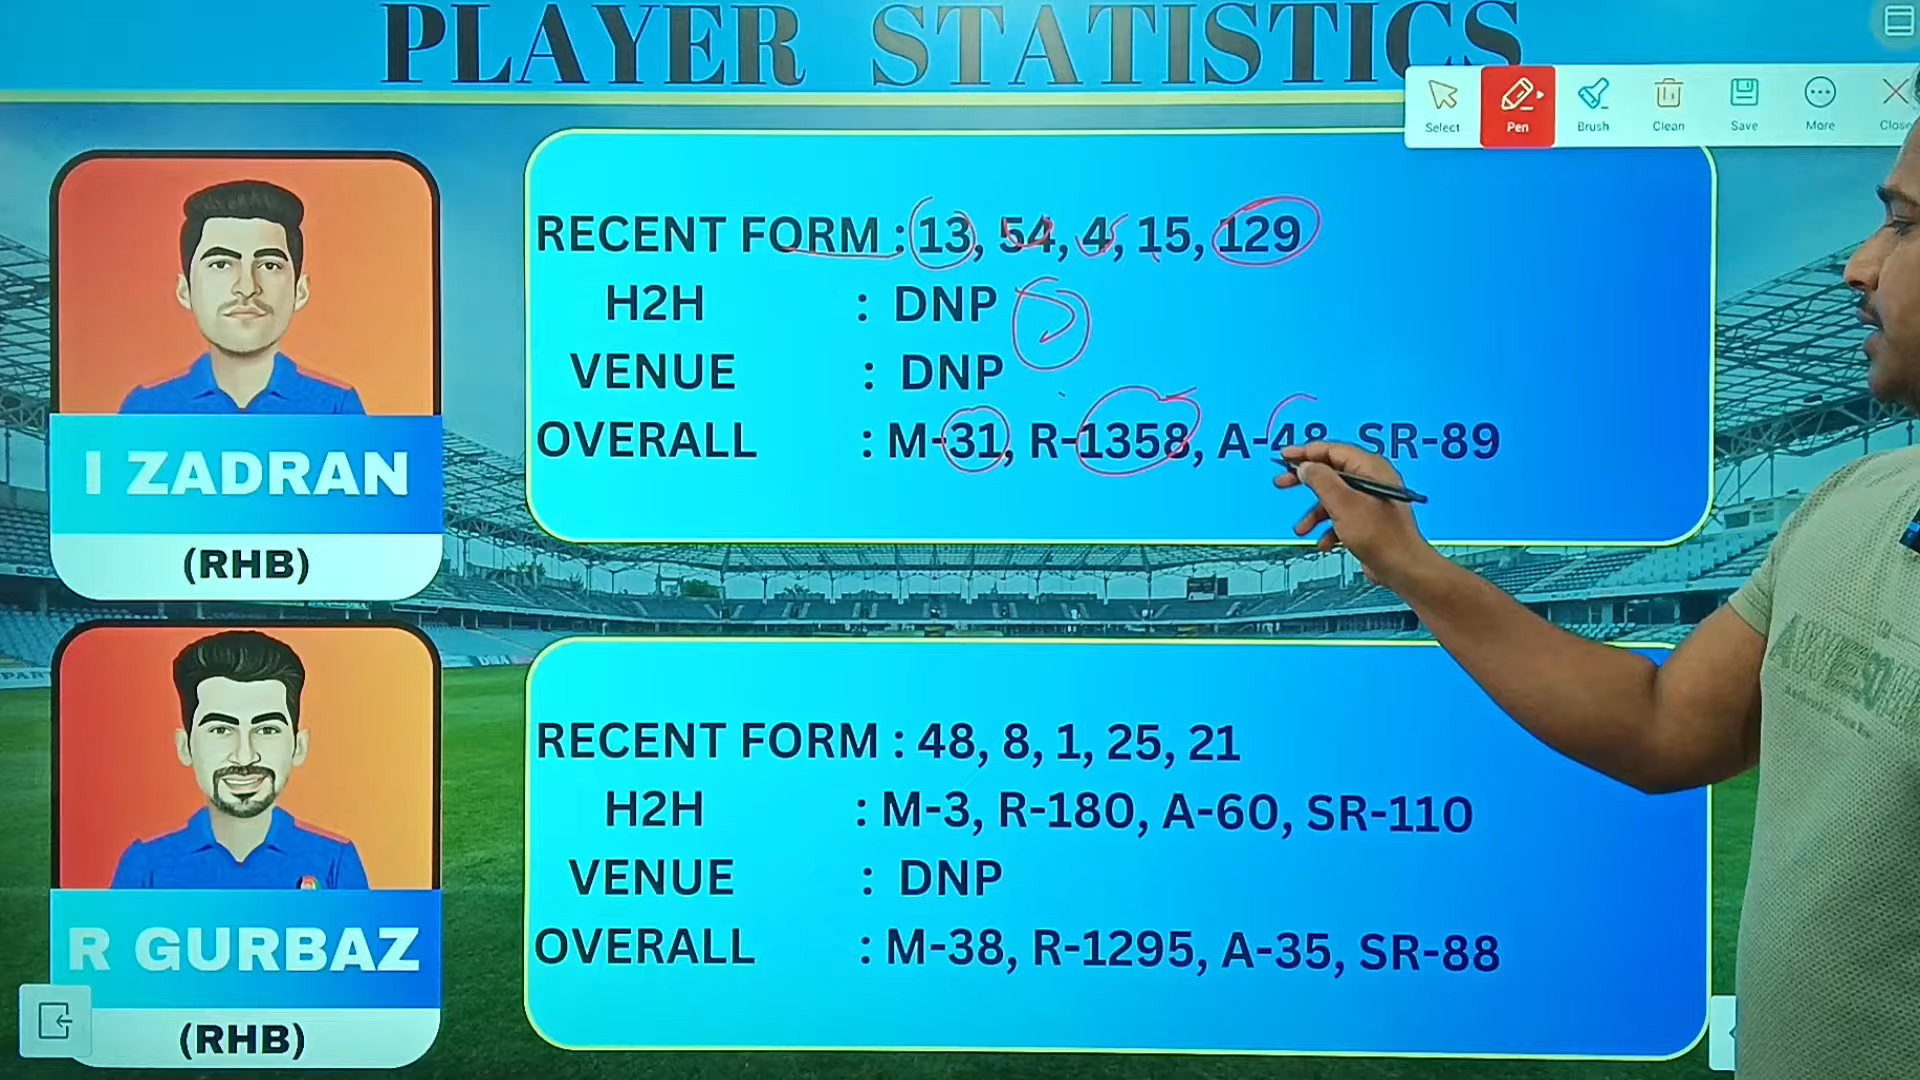 PLAYER STATISTICS
Select Pen Brush Clean Save More Close
RECENT FORM : 13, 54, 4, 15, 129
H2H : DNP
VENUE : DNP
OVERALL : M-31, R-1358, A-48, SR-89
I ZADRAN
(RHB)
RECENT FORM : 48, 8, 1, 25, 21
H2H : M-3, R-180, A-60, SR-110
VENUE : DNP
OVERALL : M-38, R-1295, A-35, SR-88
R GURBAZ
(RHB)